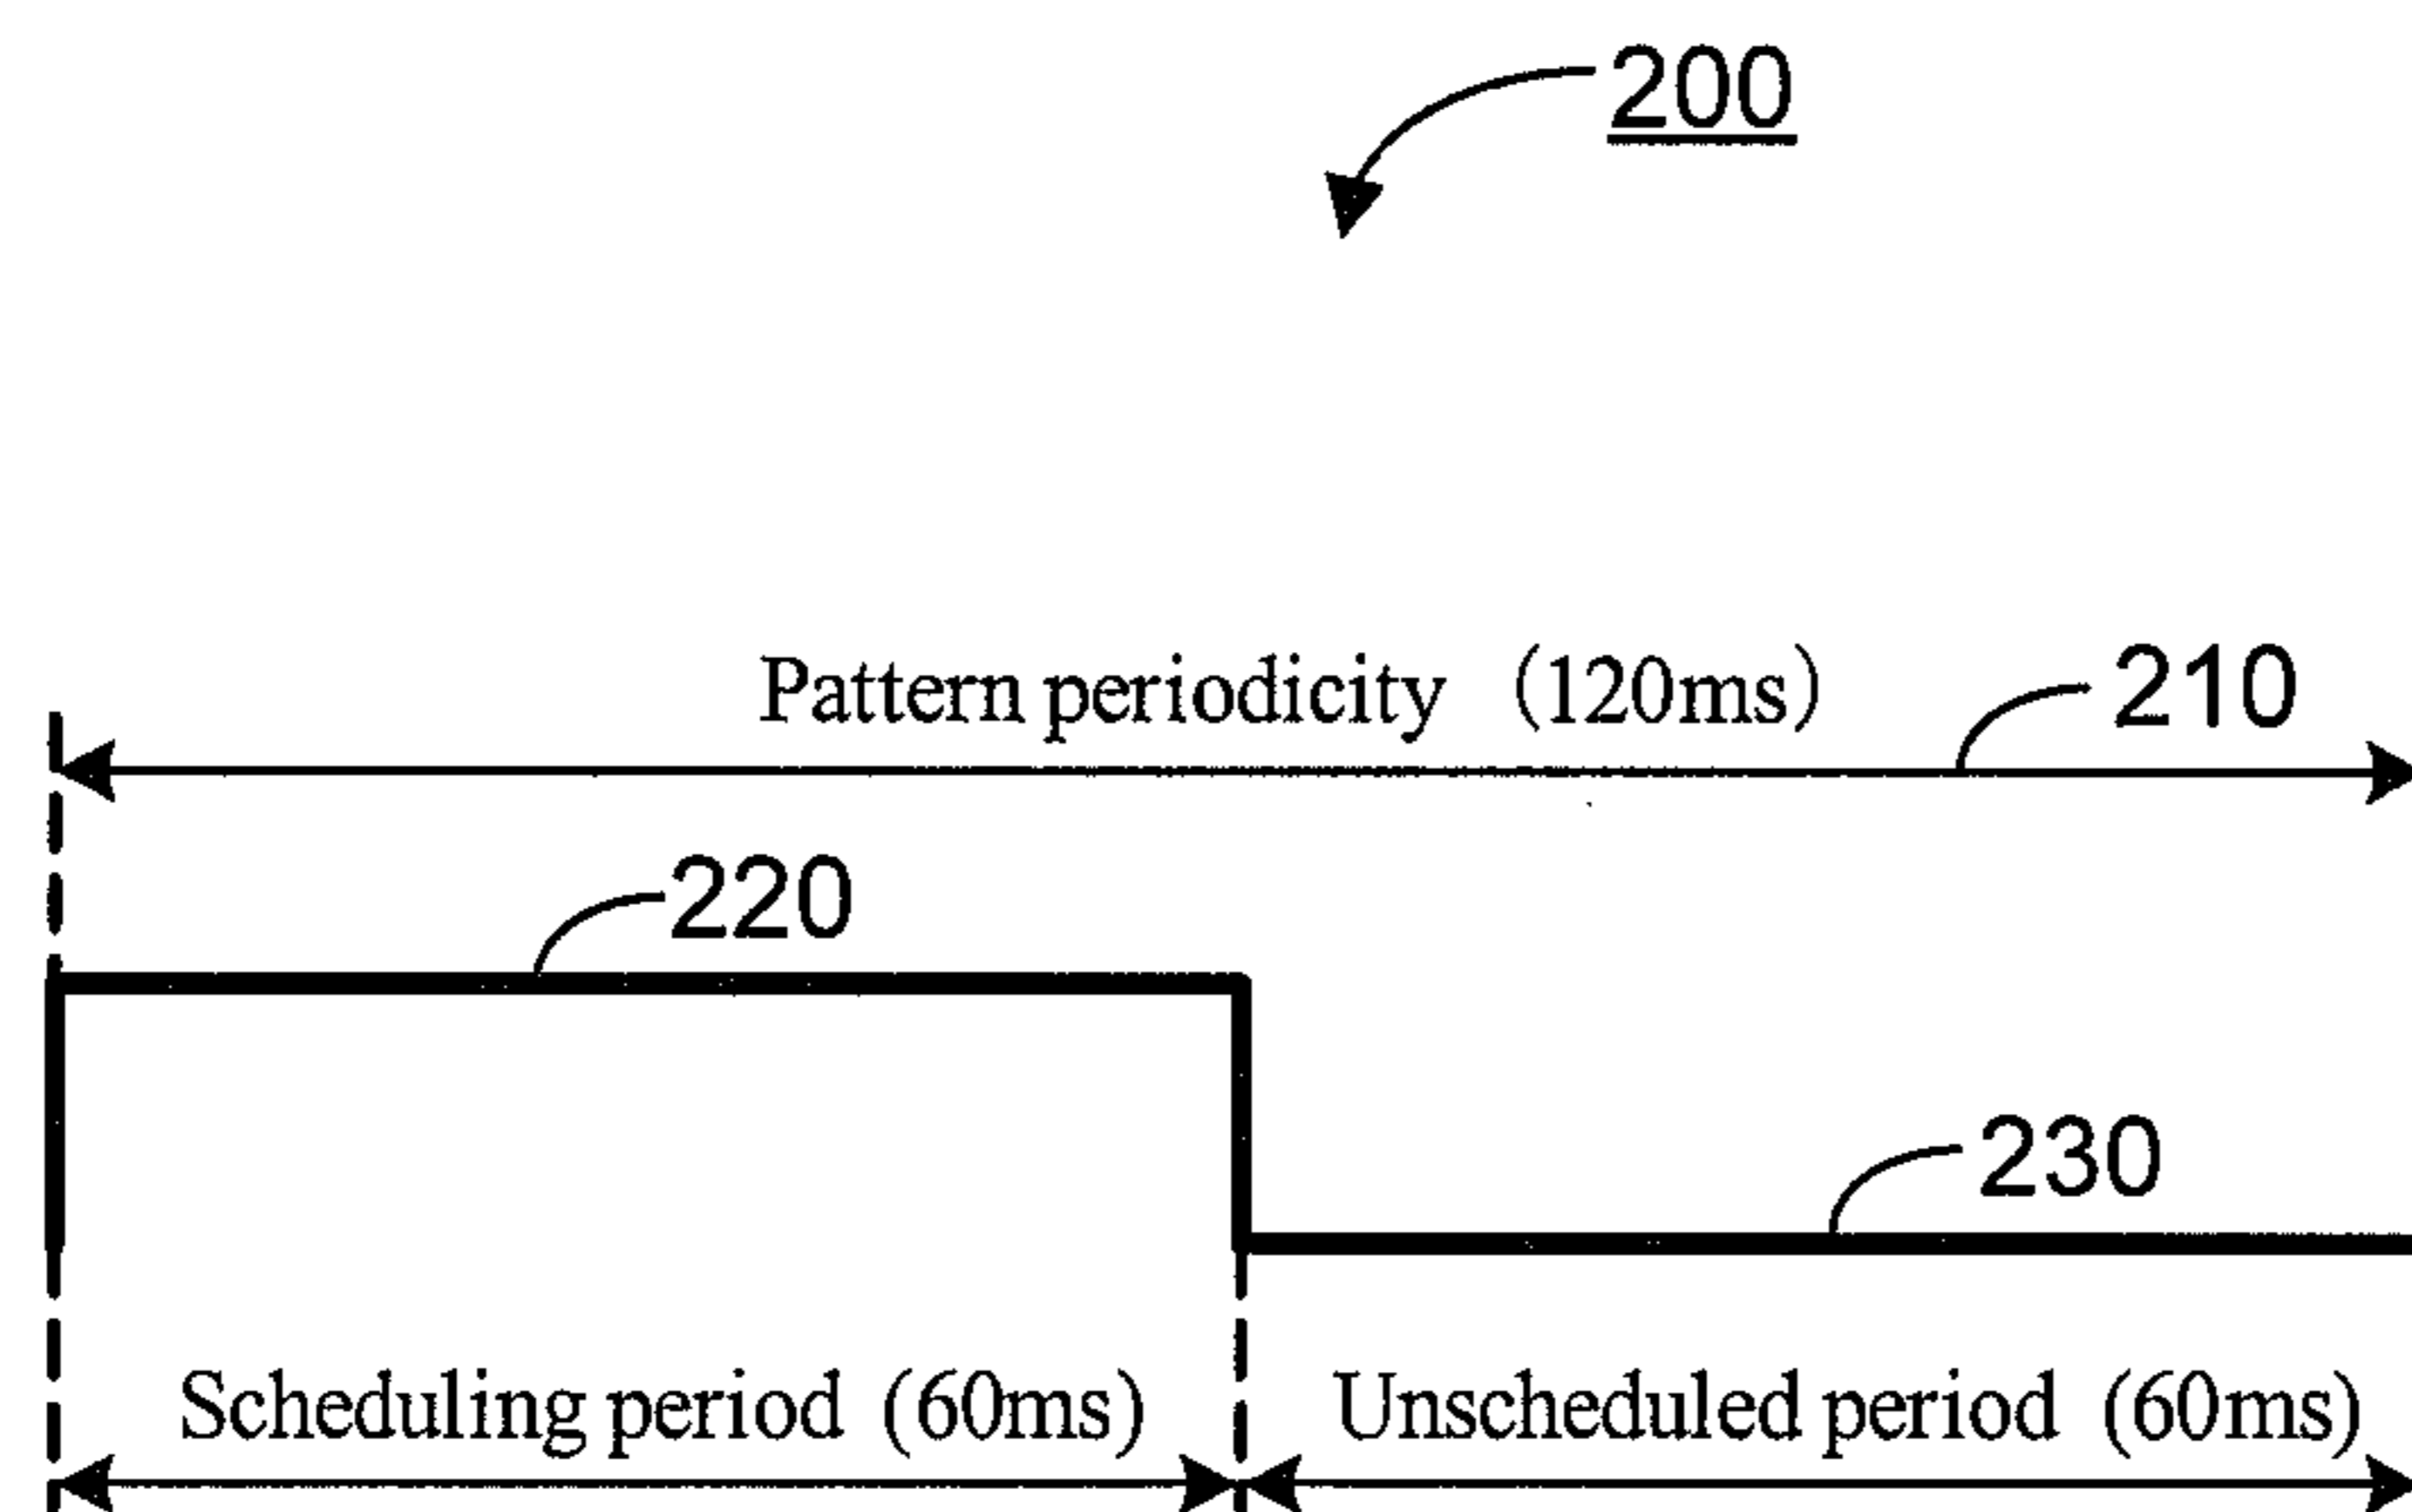 200
Pattern periodicity (120ms)
210
220
230
Scheduling period (60ms)
Unscheduled period (60ms)